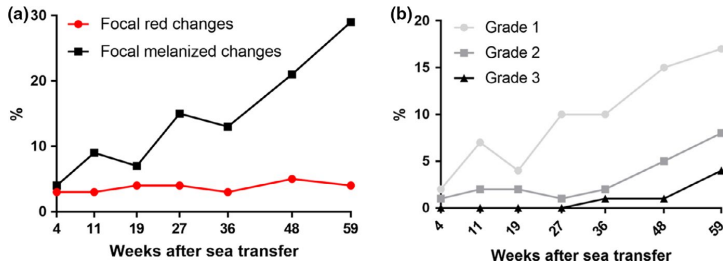 (a)
Focal red changes
Focal melanized changes
30
20
10
0
%
4 11 19 27 36 48 59
Weeks after sea transfer
(b)
Grade 1
Grade 2
Grade 3
20
15
10
5
0
%
4 11 19 27 36 48 59
Weeks after sea transfer